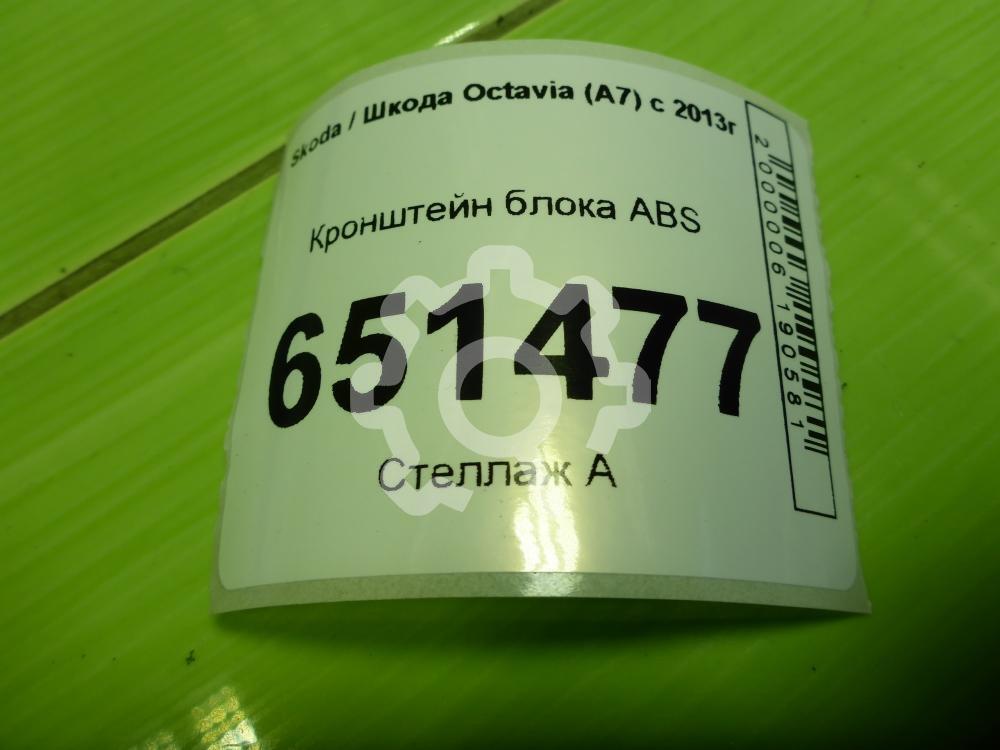 Skoda / Шкода Octavia (A7) с 2013г
Кронштейн блока ABS
651477
Стеллаж А
2000006190581